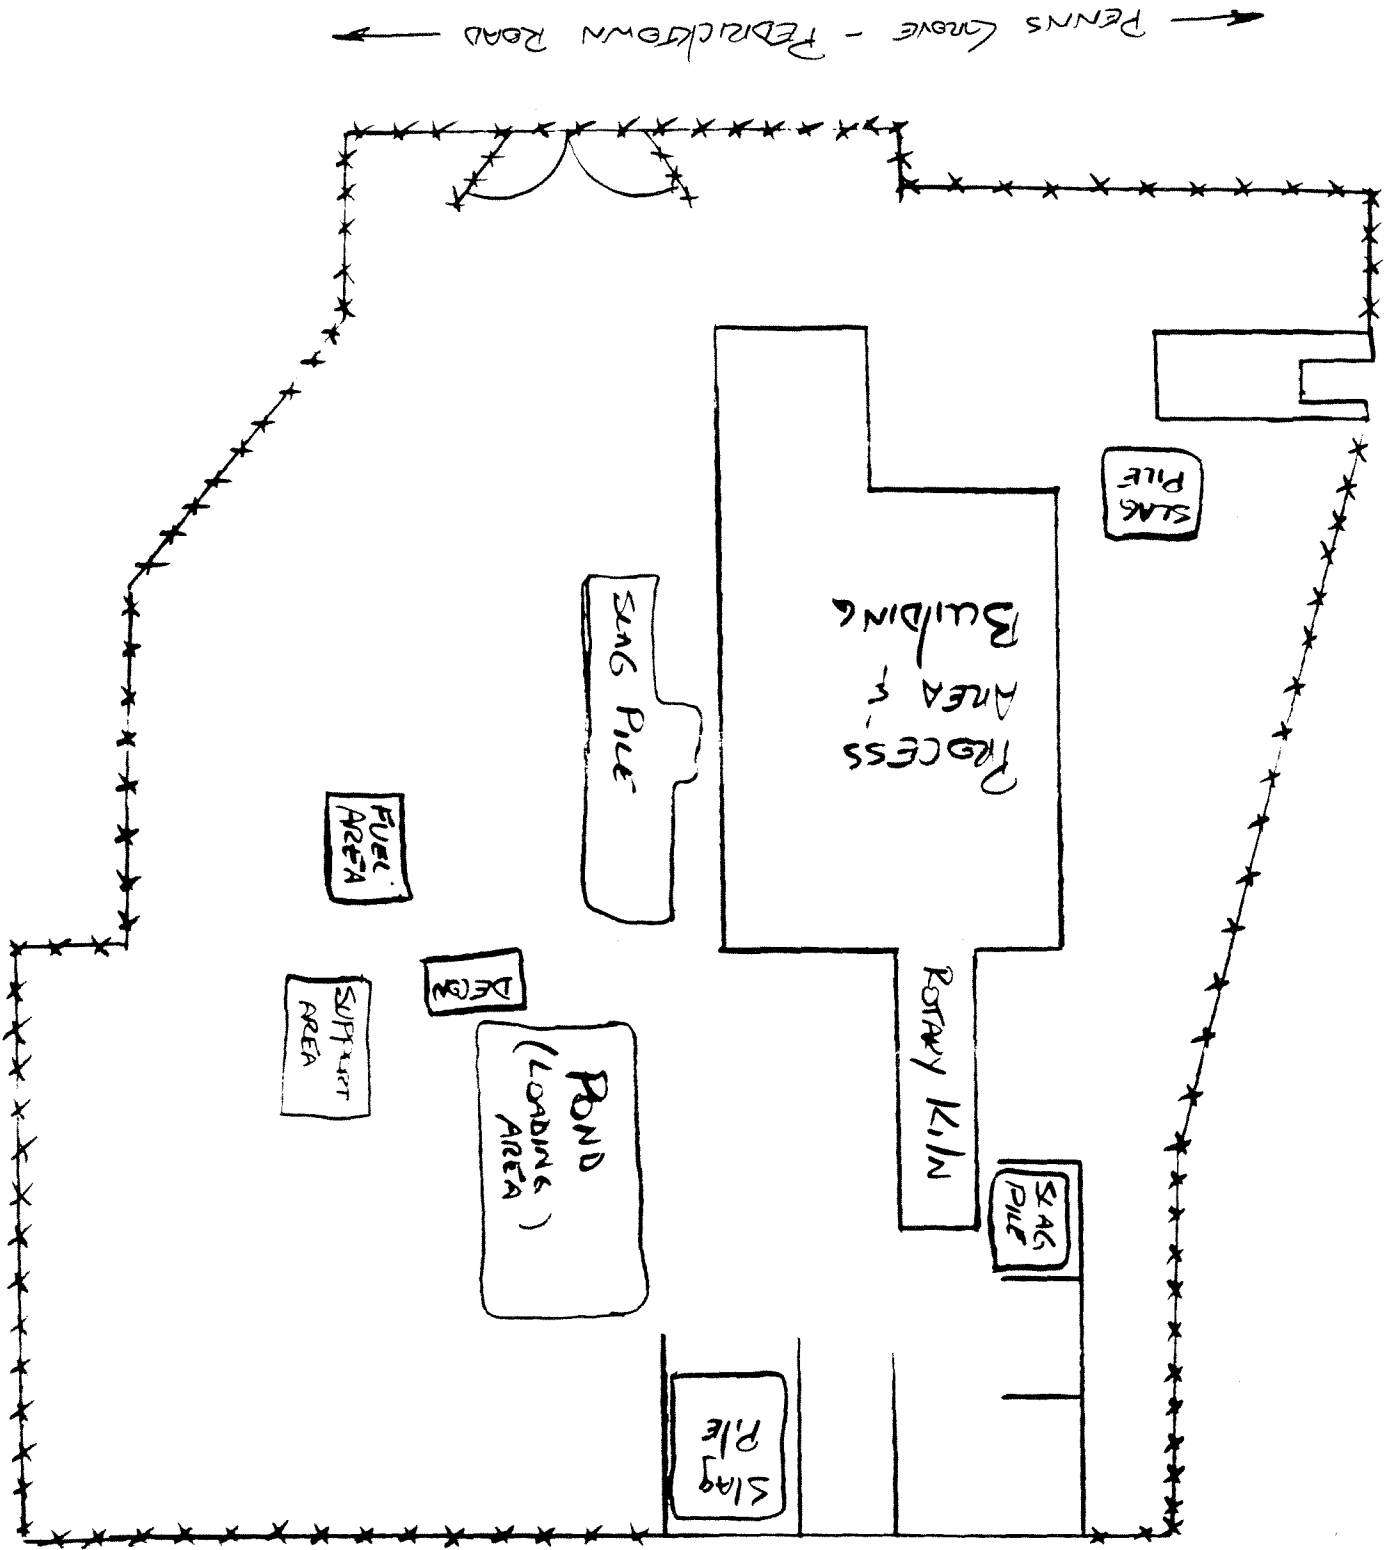 PENNS GROVE - PEDRICKTOWN ROAD
SLAG
PILE
PROCESS
AREA &
BUILDING
SLAG PILE
FUEL
AREA
DECON
SUPPORT
AREA
POND
(LOADING
AREA)
ROTARY KILN
SLAG
PILE
Slag
PilE